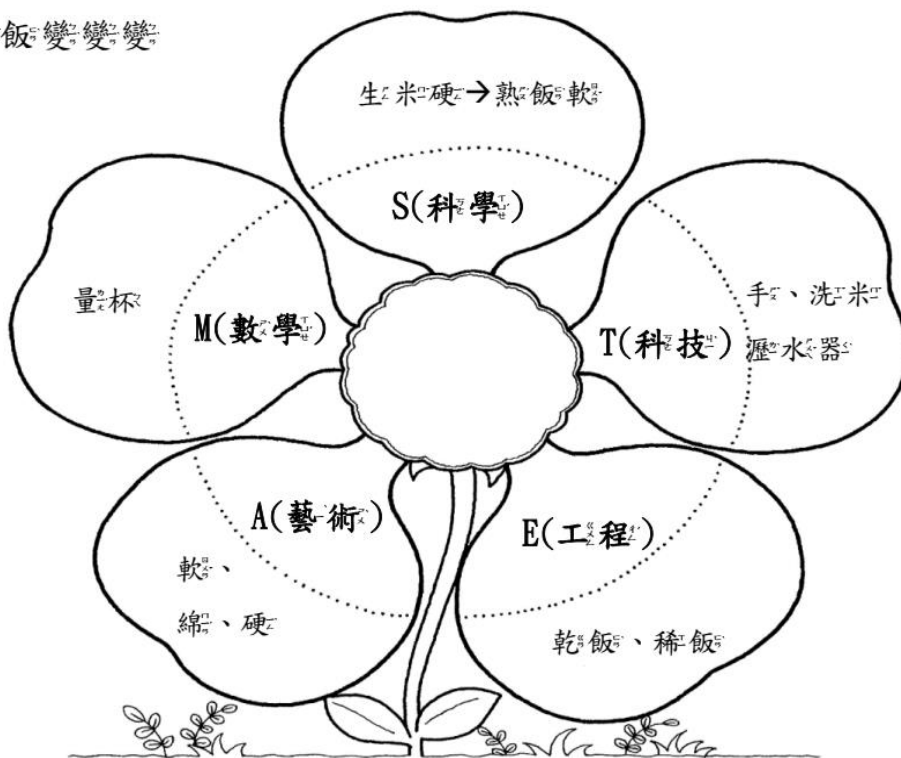 飯變變變
生米硬→熟飯軟
S(科學)
量杯
M(數學)
T(科技)
手、洗米
瀝水器
A(藝術)
軟、
綿、硬
E(工程)
乾飯、稀飯